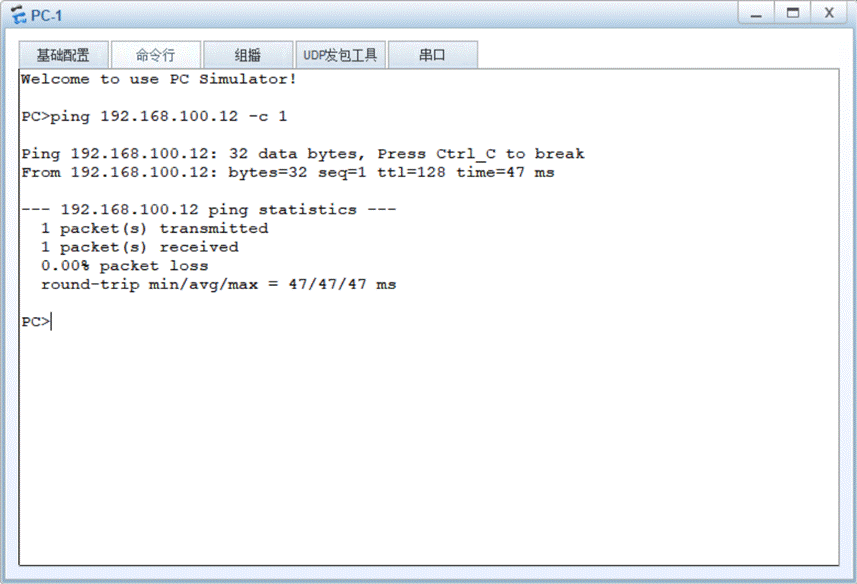 PC-1
基础配置 命令行 组播 UDP发包工具 串口
Welcome to use PC Simulator!
PC>ping 192.168.100.12 -c 1
Ping 192.168.100.12: 32 data bytes, Press Ctrl_C to break
From 192.168.100.12: bytes=32 seq=1 ttl=128 time=47 ms
--- 192.168.100.12 ping statistics ---
1 packet(s) transmitted
1 packet(s) received
0.00% packet loss
round-trip min/avg/max = 47/47/47 ms
PC>